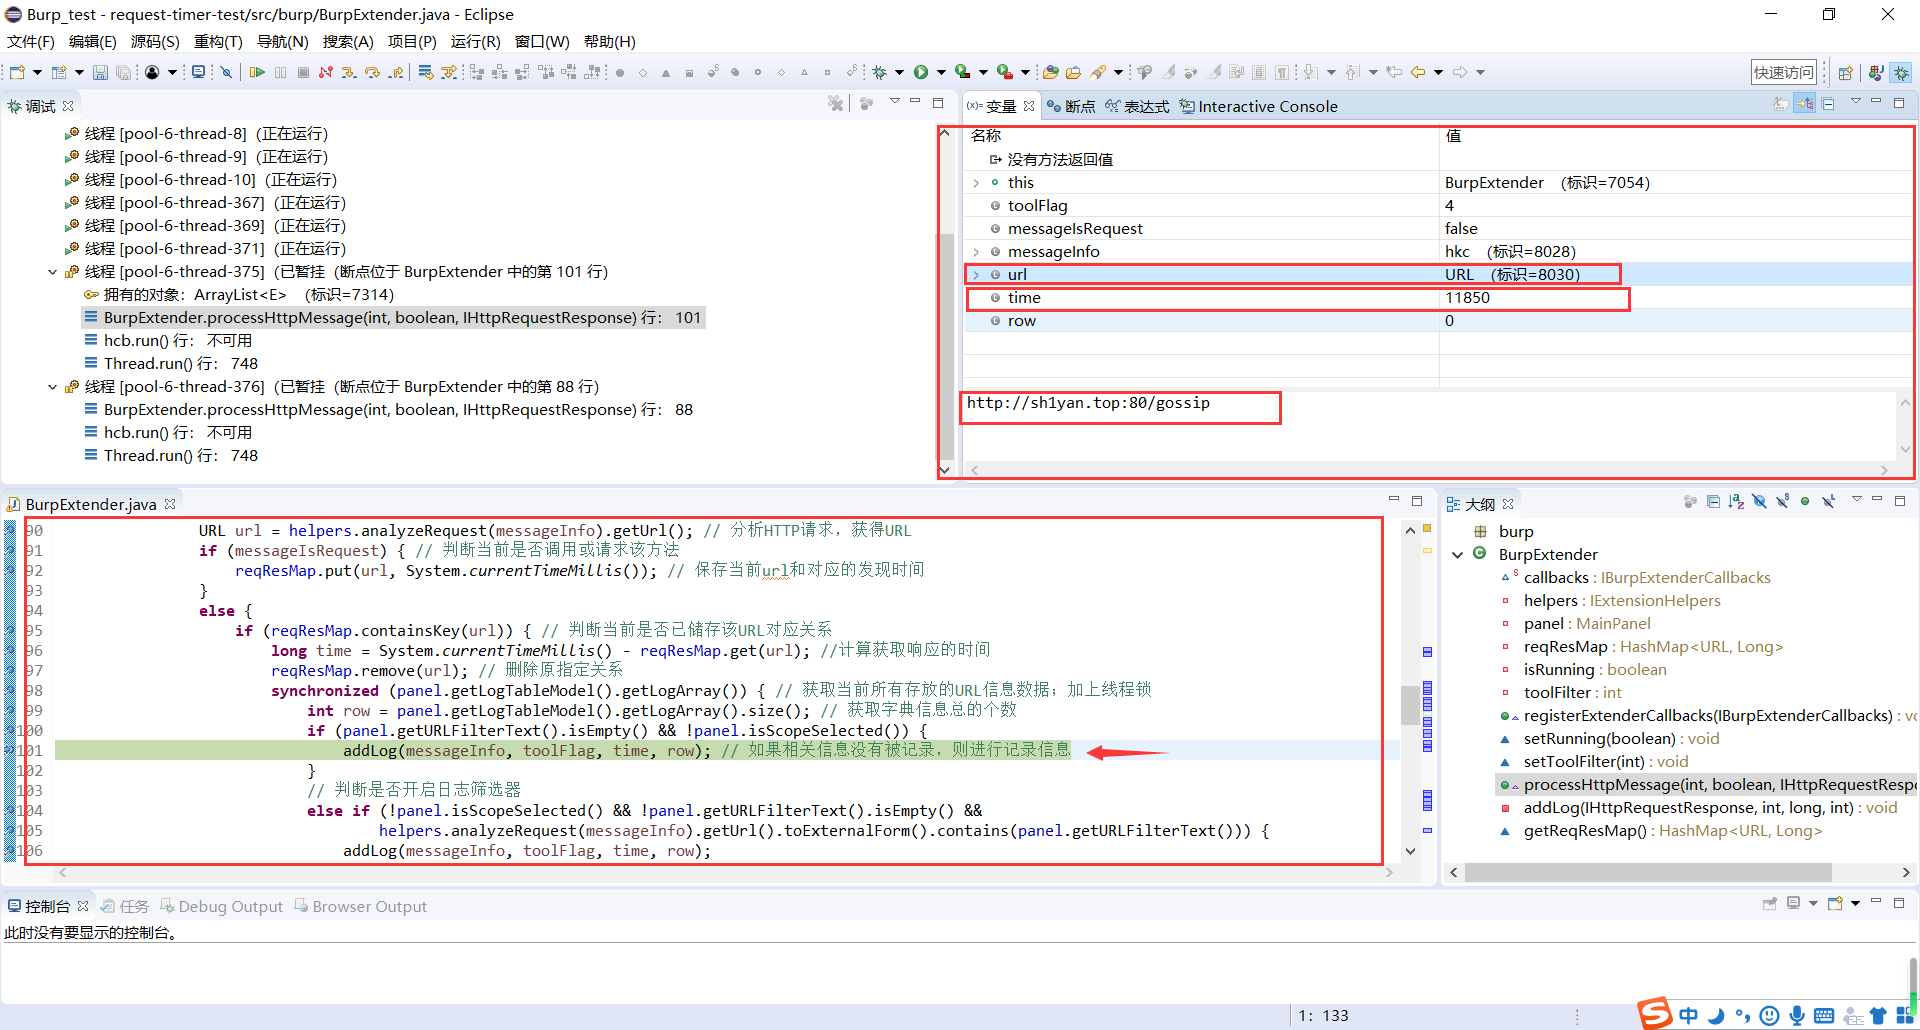 Burp_test - request-timer-test/src/burp/BurpExtender.java - Eclipse
文件(F) 编辑(E) 源码(S) 重构(T) 导航(N) 搜索(A) 项目(P) 运行(R) 窗口(W) 帮助(H)
快速访问
调试
线程 [pool-6-thread-8] (正在运行)
线程 [pool-6-thread-9] (正在运行)
线程 [pool-6-thread-10] (正在运行)
线程 [pool-6-thread-367] (正在运行)
线程 [pool-6-thread-369] (正在运行)
线程 [pool-6-thread-371] (正在运行)
线程 [pool-6-thread-375] (已暂挂 (断点位于 BurpExtender 中的第 101 行)
拥有的对象: ArrayList<E> (标识=7314)
BurpExtender.processHttpMessage(int, boolean, IHttpRequestResponse) 行: 101
hcb.run() 行: 不可用
Thread.run() 行: 748
线程 [pool-6-thread-376] (已暂挂 (断点位于 BurpExtender 中的第 88 行)
BurpExtender.processHttpMessage(int, boolean, IHttpRequestResponse) 行: 88
hcb.run() 行: 不可用
Thread.run() 行: 748
(x)= 变量 断点 表达式 Interactive Console
名称 值
没有方法返回值
this BurpExtender (标识=7054)
toolFlag 4
messageIsRequest false
messageInfo hkc (标识=8028)
url URL (标识=8030)
time 11850
row 0
http://sh1yan.top:80/gossip
BurpExtender.java
90 URL url = helpers.analyzeRequest(messageInfo).getUrl(); // 分析HTTP请求，获得URL
91 if (messageIsRequest) { // 判断当前是否调用或请求该方法
92 reqResMap.put(url, System.currentTimeMillis()); // 保存当前url和对应的发现时间
93 }
94 else {
95 if (reqResMap.containsKey(url)) { // 判断当前是否已储存该URL对应关系
96 long time = System.currentTimeMillis() - reqResMap.get(url); //计算获取响应的时间
97 reqResMap.remove(url); // 删除原指定关系
98 synchronized (panel.getLogTableModel().getLogArray()) { // 获取当前所有存放的URL信息数据；加上线程锁
99 int row = panel.getLogTableModel().getLogArray().size(); // 获取字典信息总的个数
100 if (panel.getURLFilterText().isEmpty() && !panel.isScopeSelected()) {
101 addLog(messageInfo, toolFlag, time, row); // 如果相关信息没有被记录，则进行记录信息
102 }
103 // 判断是否开启日志筛选器
104 else if (!panel.isScopeSelected() && !panel.getURLFilterText().isEmpty() &&
105 helpers.analyzeRequest(messageInfo).getUrl().toExternalForm().contains(panel.getURLFilterText())) {
106 addLog(messageInfo, toolFlag, time, row);
大纲
burp
BurpExtender
callbacks : IBurpExtenderCallbacks
helpers : IExtensionHelpers
panel : MainPanel
reqResMap : HashMap<URL, Long>
isRunning : boolean
toolFilter : int
registerExtenderCallbacks(IBurpExtenderCallbacks) : vo
setRunning(boolean) : void
setToolFilter(int) : void
processHttpMessage(int, boolean, IHttpRequestRespo
addLog(IHttpRequestResponse, int, long, int) : void
getReqResMap() : HashMap<URL, Long>
控制台 任务 Debug Output Browser Output
此时没有要显示的控制台。
1: 133
中